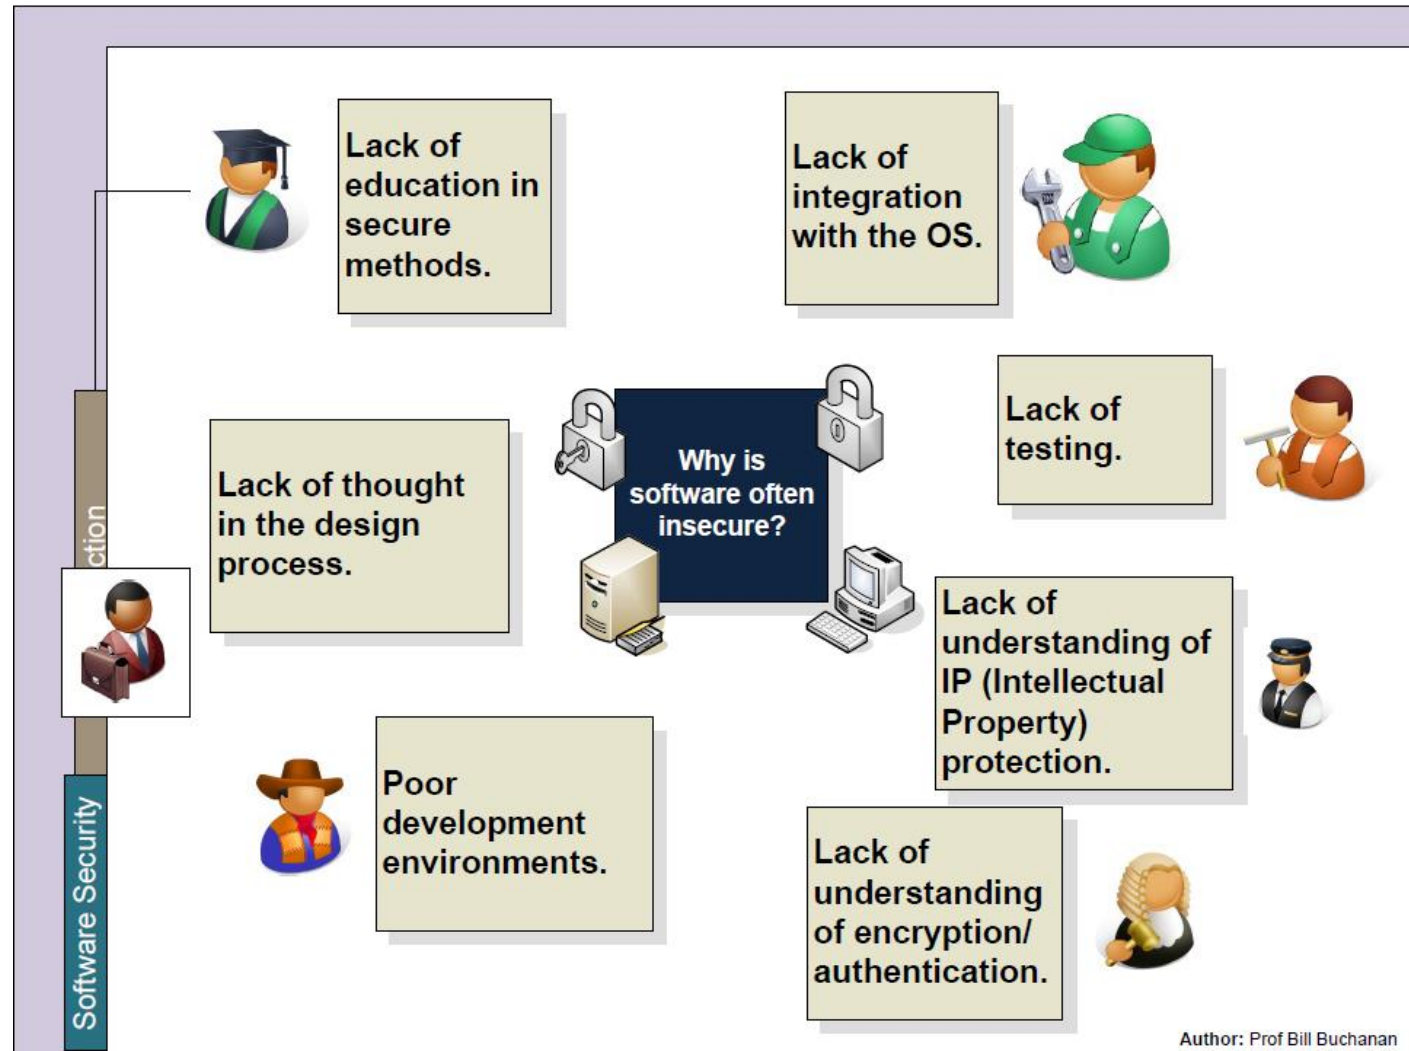 Lack of
education in
secure
methods.
Lack of
integration
with the OS.
Lack of
testing.
Why is
software often
insecure?
Lack of thought
in the design
process.
Lack of
understanding of
IP (Intellectual
Property)
protection.
Poor
development
environments.
Lack of
understanding
of encryption/
authentication.
ction
Software Security
Author: Prof Bill Buchanan